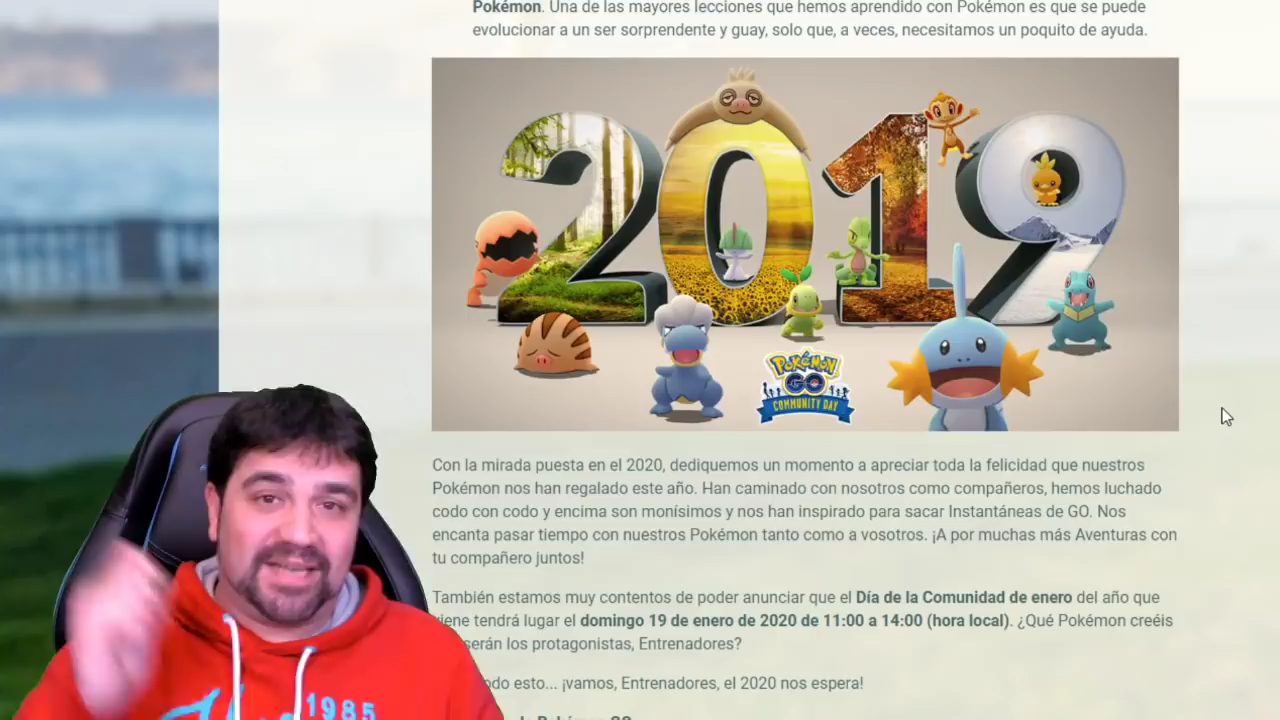 Pokémon. Una de las mayores lecciones que hemos aprendido con Pokémon es que se puede
evolucionar a un ser sorprendente y guay, solo que, a veces, necesitamos un poquito de ayuda.
2019
Pokémon
GO
COMMUNITY DAY
Con la mirada puesta en el 2020, dediquemos un momento a apreciar toda la felicidad que nuestros
Pokémon nos han regalado este año. Han caminado con nosotros como compañeros, hemos luchado
codo con codo y encima son monísimos y nos han inspirado para sacar Instantáneas de GO. Nos
encanta pasar tiempo con nuestros Pokémon tanto como a vosotros. ¡A por muchas más Aventuras con
tu compañero juntos!
También estamos muy contentos de poder anunciar que el Día de la Comunidad de enero del año que
tendrá lugar el domingo 19 de enero de 2020 de 11:00 a 14:00 (hora local). ¿Qué Pokémon creéis
serán los protagonistas, Entrenadores?
esto... ¡vamos, Entrenadores, el 2020 nos espera!
1985